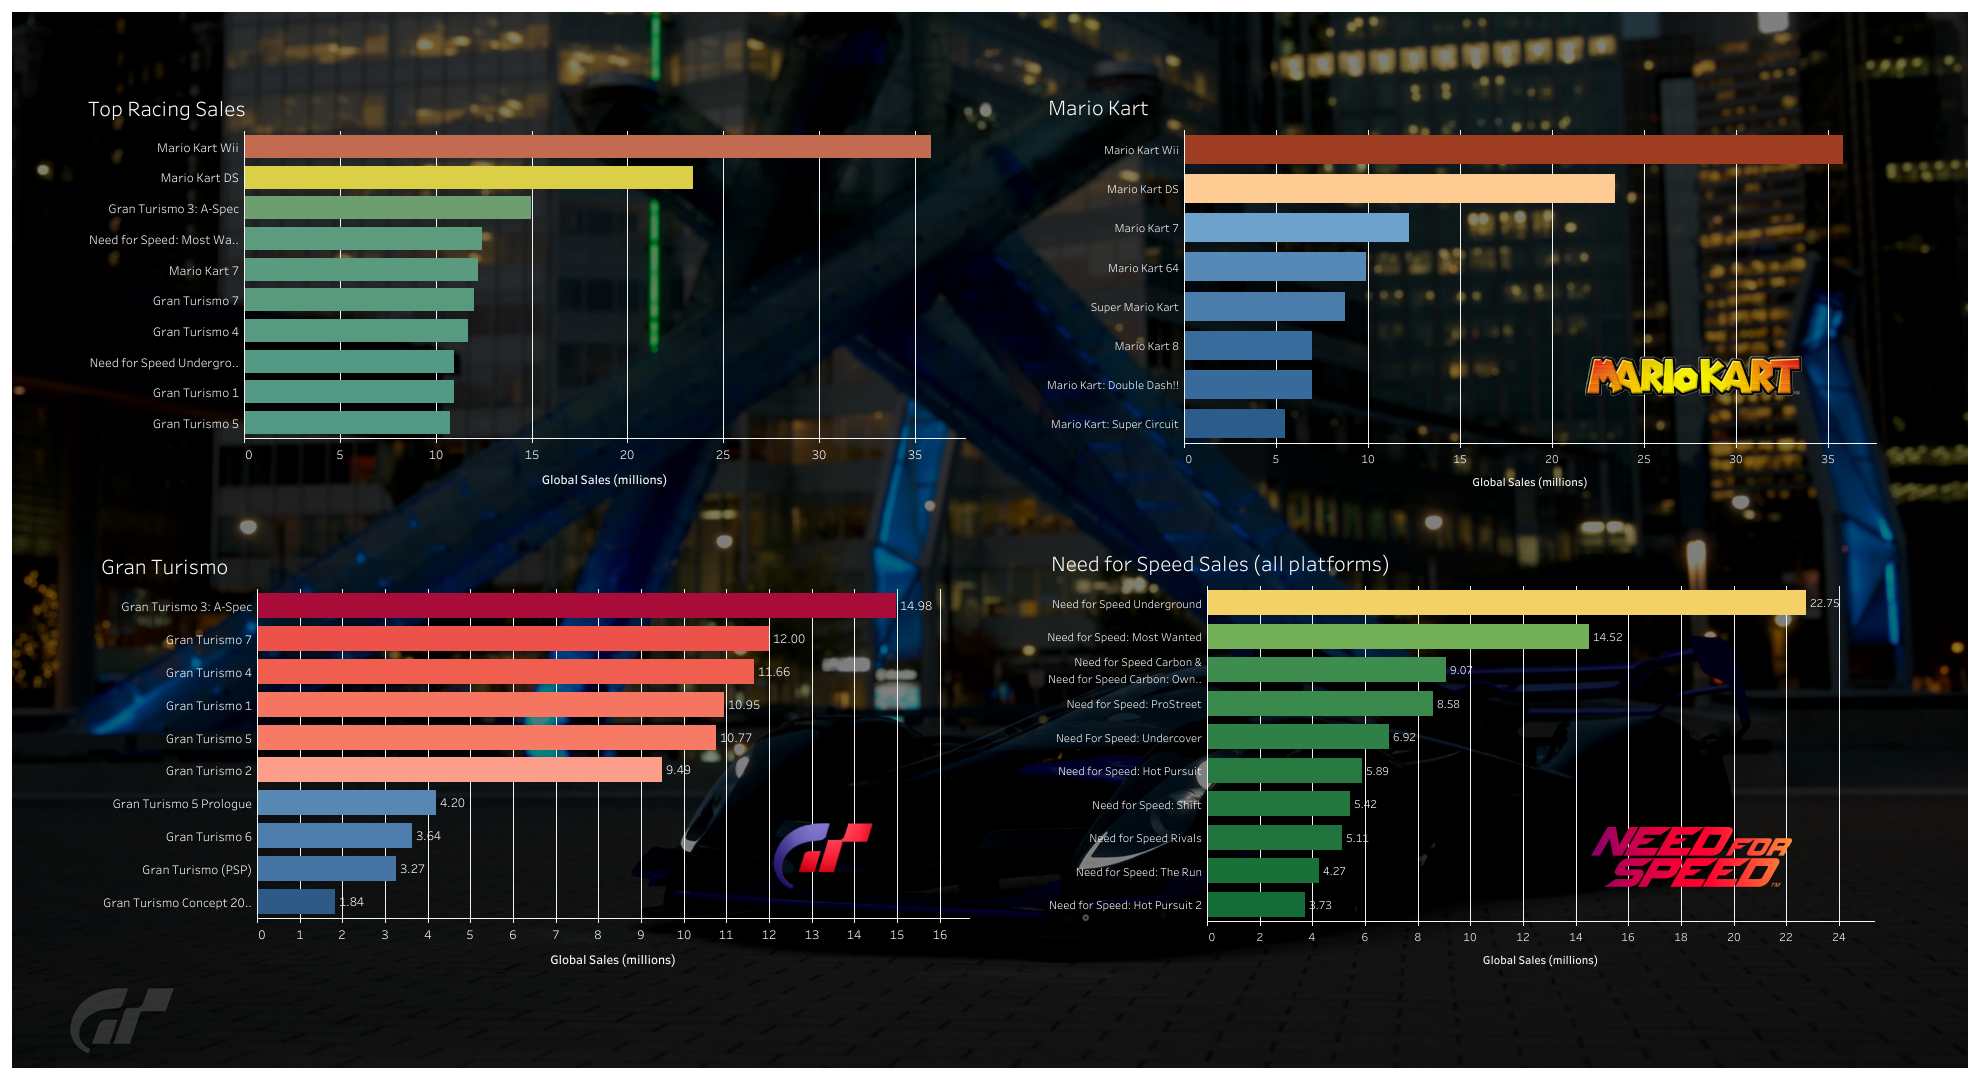 Top Racing Sales
Mario Kart Wii
Mario Kart DS
Gran Turismo 3: A-Spec
Need for Speed: Most Wa..
Mario Kart 7
Gran Turismo 7
Gran Turismo 4
Need for Speed Undergro..
Gran Turismo 1
Gran Turismo 5
0 5 10 15 20 25 30 35
Global Sales (millions)
Mario Kart
Mario Kart Wii
Mario Kart DS
Mario Kart 7
Mario Kart 64
Super Mario Kart
Mario Kart 8
Mario Kart: Double Dash!!
Mario Kart: Super Circuit
MARIO KART
0 5 10 15 20 25 30 35
Global Sales (millions)
Gran Turismo
Gran Turismo 3: A-Spec 14.98
Gran Turismo 7 12.00
Gran Turismo 4 11.66
Gran Turismo 1 10.95
Gran Turismo 5 10.77
Gran Turismo 2 9.49
Gran Turismo 5 Prologue 4.20
Gran Turismo 6 3.64
Gran Turismo (PSP) 3.27
Gran Turismo Concept 20.. 1.84
GT
0 1 2 3 4 5 6 7 8 9 10 11 12 13 14 15 16
Global Sales (millions)
Need for Speed Sales (all platforms)
Need for Speed Underground 22.75
Need for Speed: Most Wanted 14.52
Need for Speed Carbon &
Need for Speed Carbon: Own.. 9.07
Need for Speed: ProStreet 8.58
Need For Speed: Undercover 6.92
Need for Speed: Hot Pursuit 5.89
Need for Speed: Shift 5.42
Need for Speed Rivals 5.11
Need for Speed: The Run 4.27
Need for Speed: Hot Pursuit 2 3.73
NEED FOR
SPEED™
0 2 4 6 8 10 12 14 16 18 20 22 24
Global Sales (millions)
GT